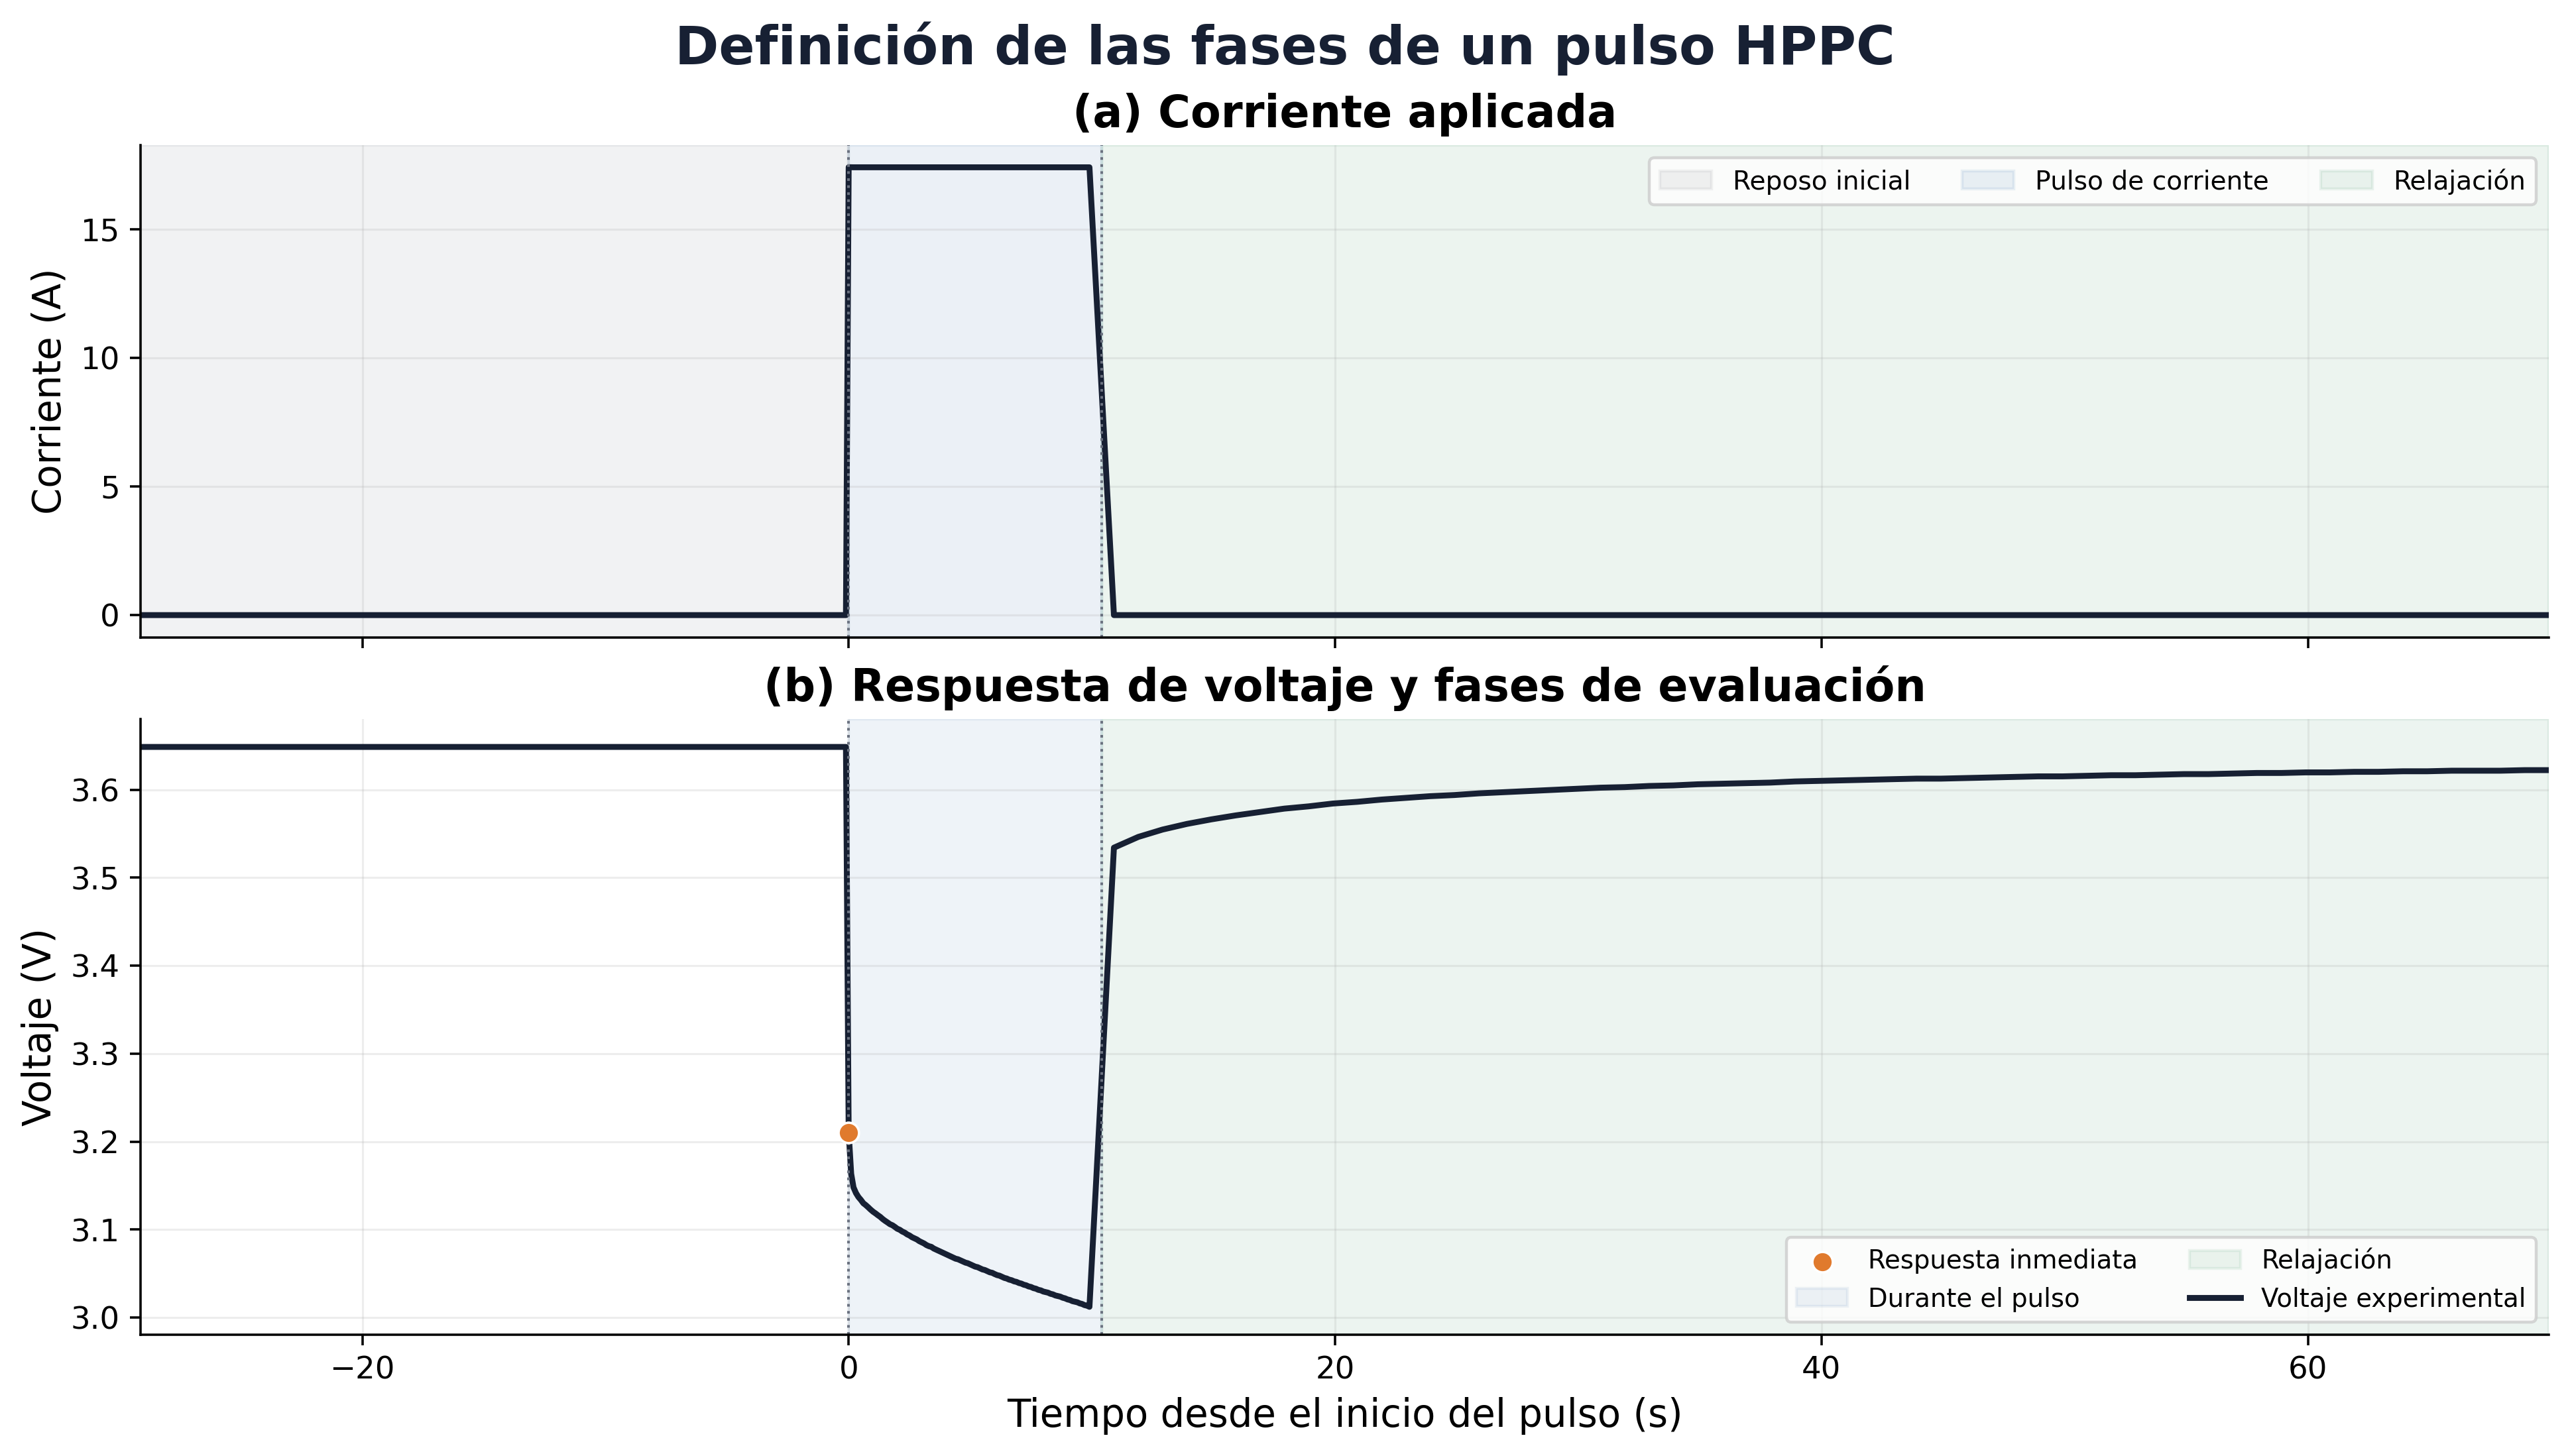 Definición de las fases de un pulso HPPC
(a) Corriente aplicada
Corriente (A)
15
10
5
0
Reposo inicial
Pulso de corriente
Relajación
(b) Respuesta de voltaje y fases de evaluación
Voltaje (V)
3.6
3.5
3.4
3.3
3.2
3.1
3.0
Respuesta inmediata
Durante el pulso
Relajación
Voltaje experimental
−20
0
20
40
60
Tiempo desde el inicio del pulso (s)